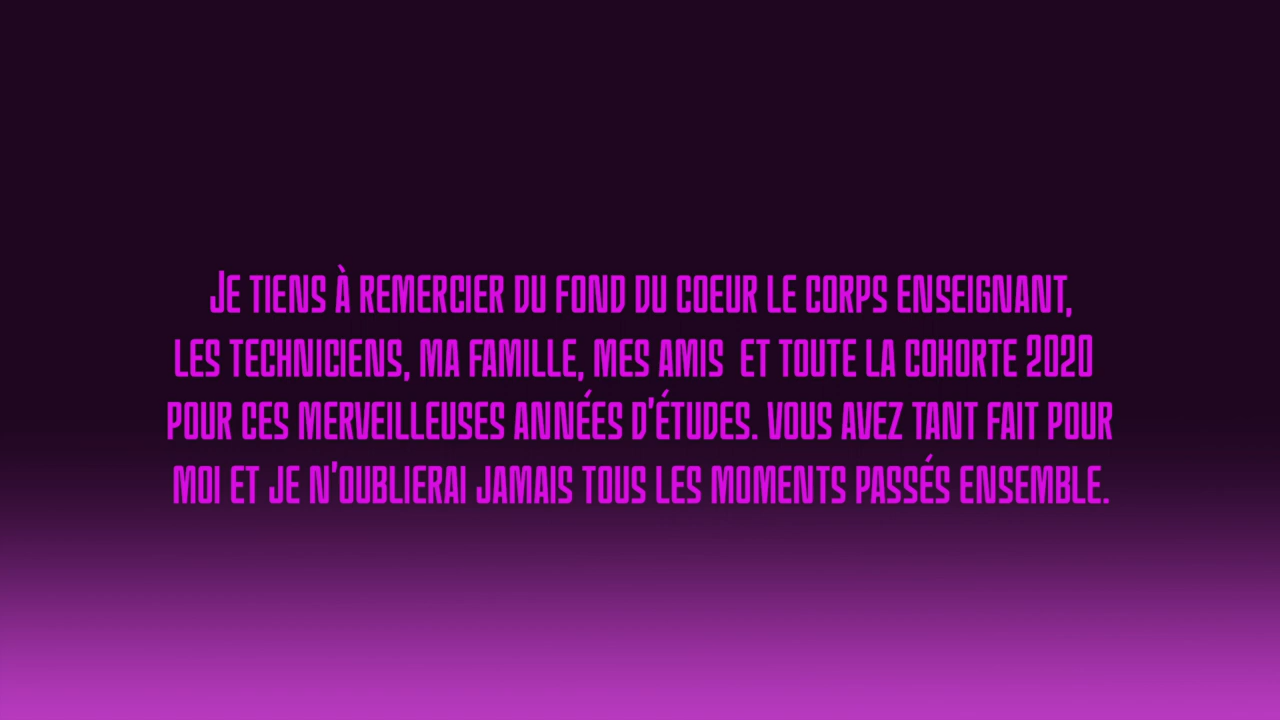 Je tiens à remercier du fond du coeur le corps enseignant,
les techniciens, ma famille, mes amis et toute la cohorte 2020
pour ces merveilleuses années d'études. Vous avez tant fait pour
moi et je n'oublierai jamais tous les moments passés ensemble.